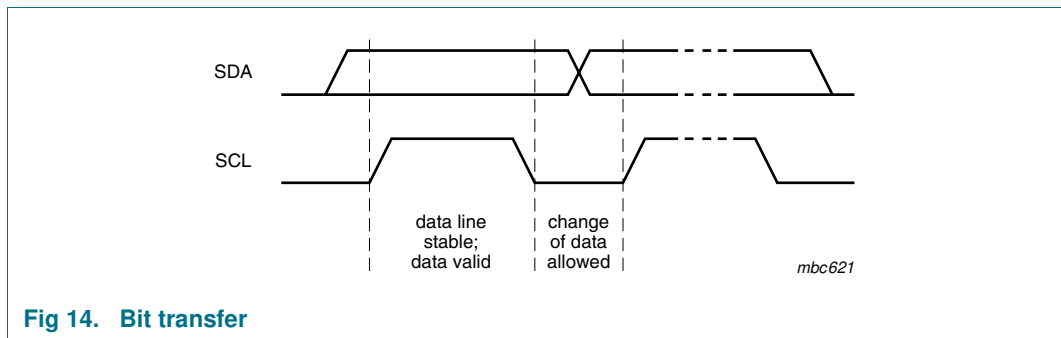 SDA
SCL
data line
stable;
data valid
change
of data
allowed
mbc621
Fig 14. Bit transfer